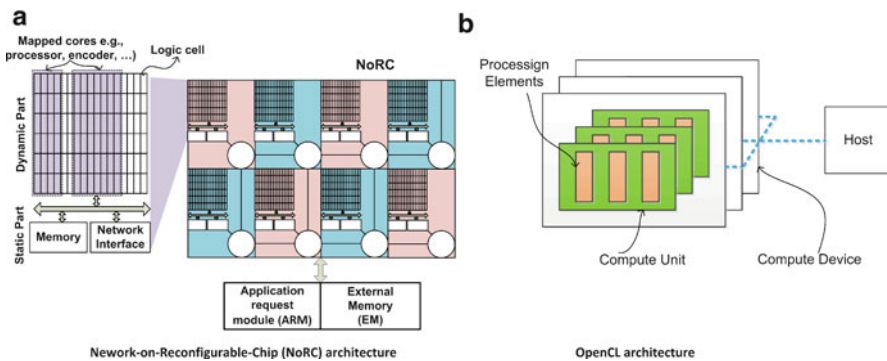 a
Mapped cores e.g.,
processor, encoder, ...)
Logic cell
Dynamic Part
Static Part
Memory
Network
Interface
NoRC
Application
request
module (ARM)
External
Memory
(EM)
Nework-on-Reconfigurable-Chip (NoRC) architecture
b
Processign
Elements
Host
Compute Unit
Compute Device
OpenCL architecture